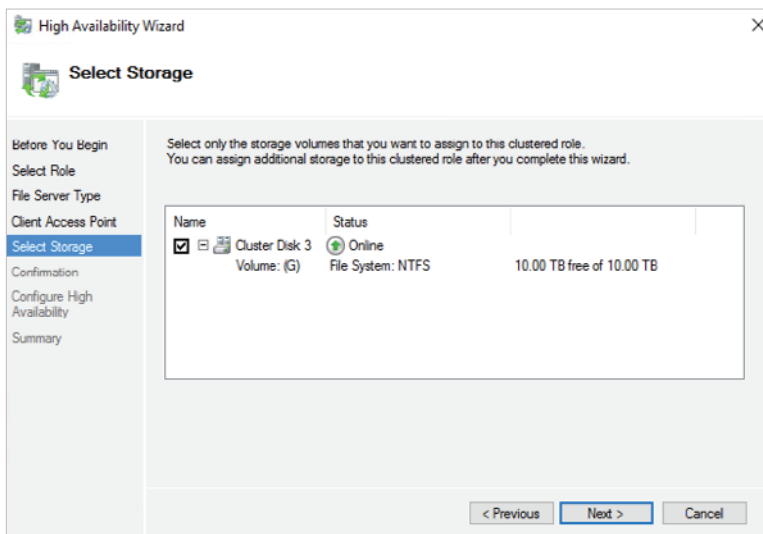 High Availability Wizard
Select Storage
Before You Begin
Select Role
File Server Type
Client Access Point
Select Storage
Confirmation
Configure High
Availability
Summary
Select only the storage volumes that you want to assign to this clustered role.
You can assign additional storage to this clustered role after you complete this wizard.
Name Status
Cluster Disk 3 Online
Volume: (G) File System: NTFS 10.00 TB free of 10.00 TB
< Previous Next > Cancel